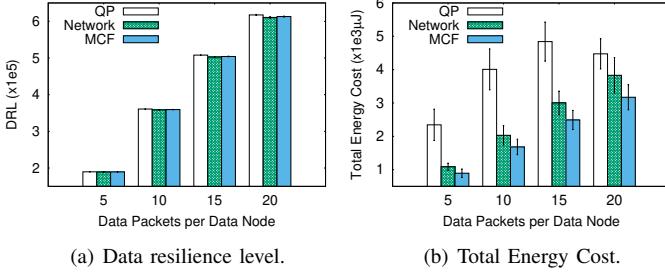 QP
Network
MCF
DRL (x1e5)
6
5
4
3
2
5 10 15 20
Data Packets per Data Node
(a) Data resilience level.
QP
Network
MCF
Total Energy Cost (x1e3μJ)
6
5
4
3
2
1
5 10 15 20
Data Packets per Data Node
(b) Total Energy Cost.